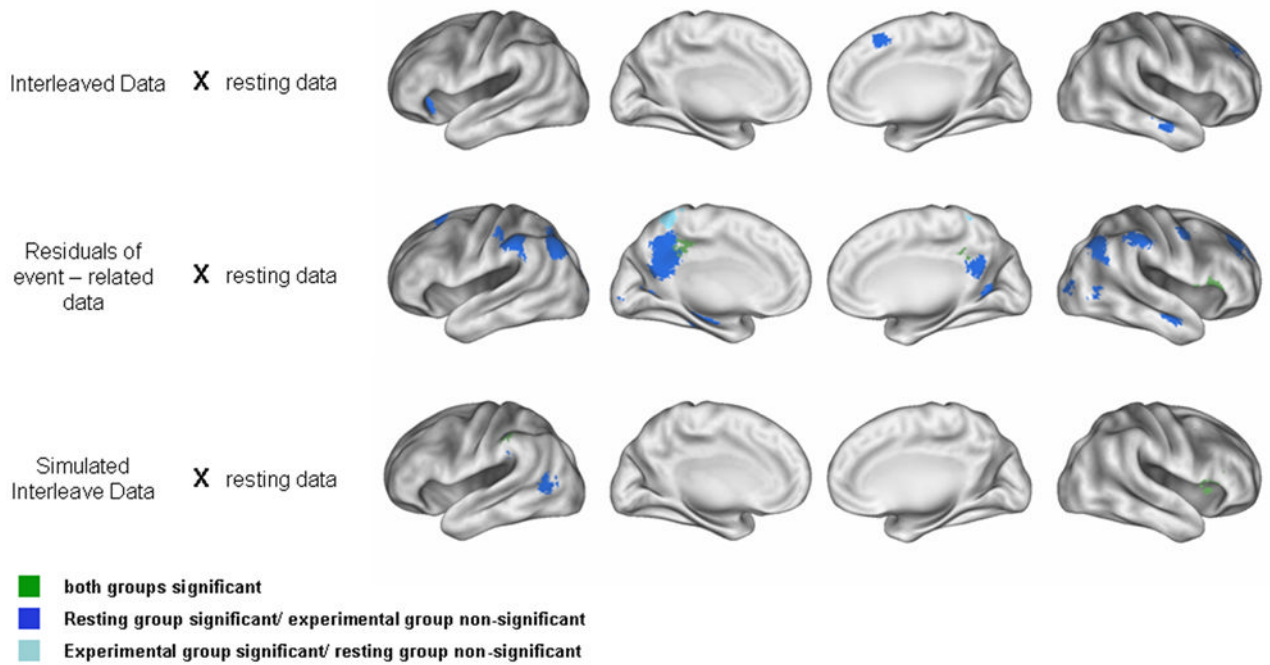 Interleaved Data X resting data
Residuals of
event – related X resting data
data
Simulated
Interleave Data X resting data
both groups significant
Resting group significant/ experimental group non-significant
Experimental group significant/ resting group non-significant